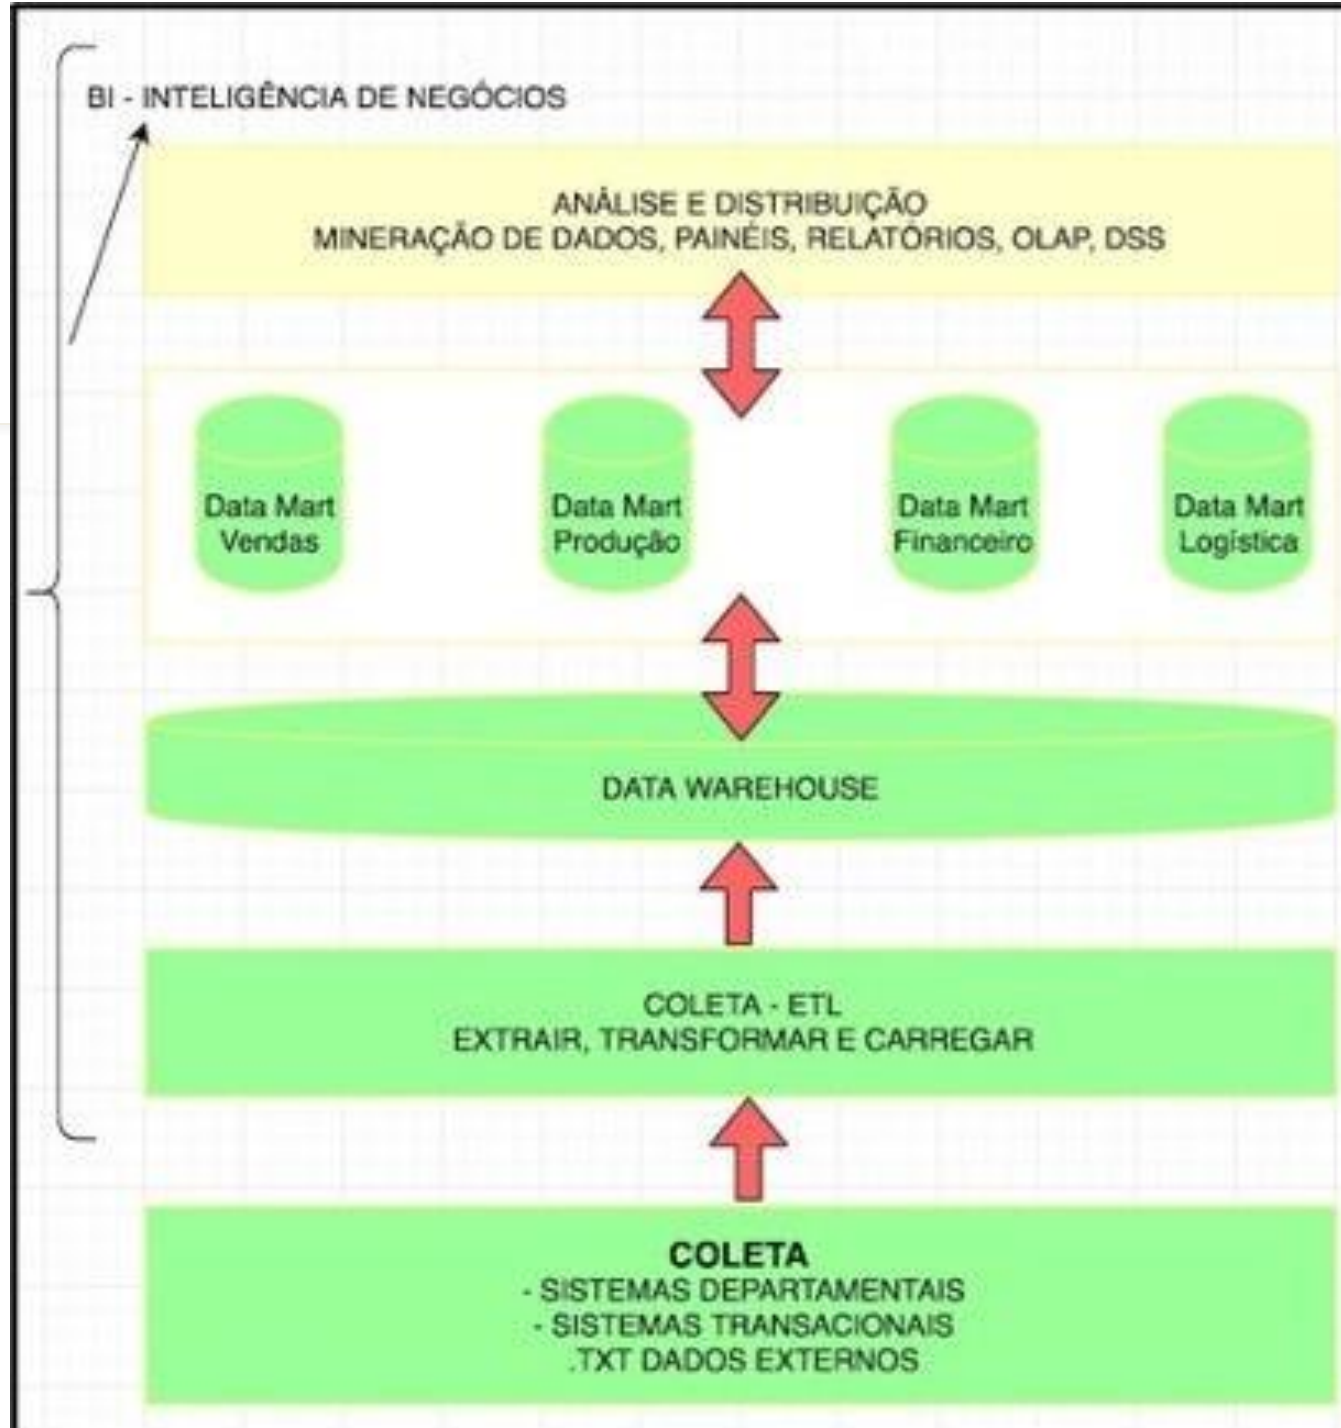 BI - INTELIGÊNCIA DE NEGÓCIOS
ANÁLISE E DISTRIBUIÇÃO
MINERAÇÃO DE DADOS, PAINÉIS, RELATÓRIOS, OLAP, DSS
Data Mart
Vendas
Data Mart
Produção
Data Mart
Financeiro
Data Mart
Logística
DATA WAREHOUSE
COLETA - ETL
EXTRAIR, TRANSFORMAR E CARREGAR
COLETA
- SISTEMAS DEPARTAMENTAIS
- SISTEMAS TRANSACIONAIS
.TXT DADOS EXTERNOS